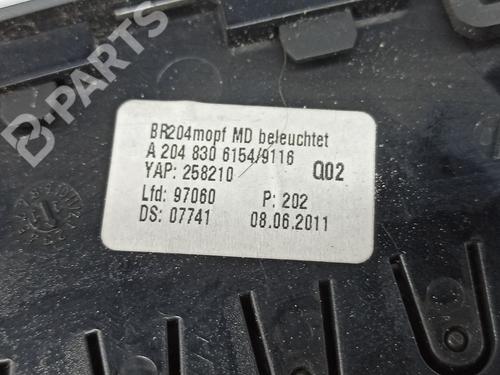 B-PARTS
BR204mopf MD beleuchtet
A 204 830 6154/9116
YAP: 258210 Q02
Lfd: 97060 P: 202
DS: 07741 08.06.2011